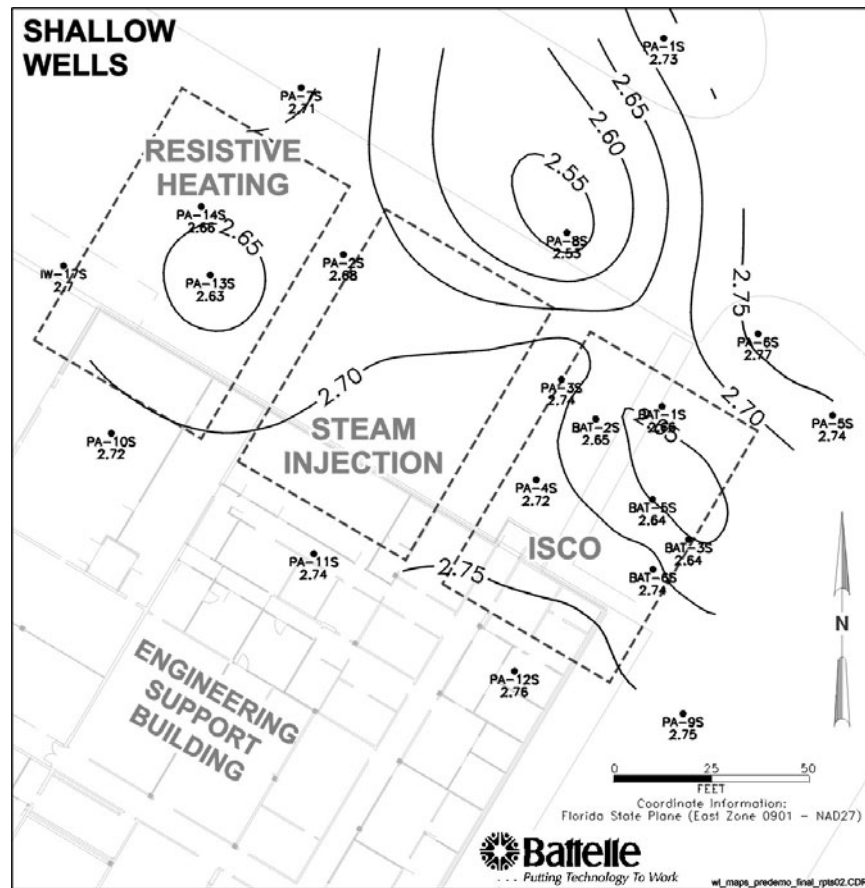 SHALLOW
WELLS
PA-1S
2.73
PA-7S
2.71
2.65
2.60
RESISTIVE
HEATING
2.55
PA-14S
2.66
2.65
PA-8S
2.53
PA-2S
2.68
IW-17S
2.7
PA-13S
2.63
2.75
PA-6S
2.77
2.70
PA-3S
2.74
2.70
BAT-1S
BAT-2S
2.65
PA-5S
2.74
STEAM
INJECTION
PA-10S
2.72
PA-4S
2.72
BAT-5S
2.64
ISCO
BAT-3S
2.64
PA-11S
2.74
2.75
BAT-6S
2.74
ENGINEERING
SUPPORT
BUILDING
PA-12S
2.76
PA-9S
2.75
N
0 25 50
FEET
Coordinate Information:
Florida State Plane (East Zone 0901 - NAD27)
Battelle
. . . Putting Technology To Work
wl_maps_predemo_final_rpts02.CDR